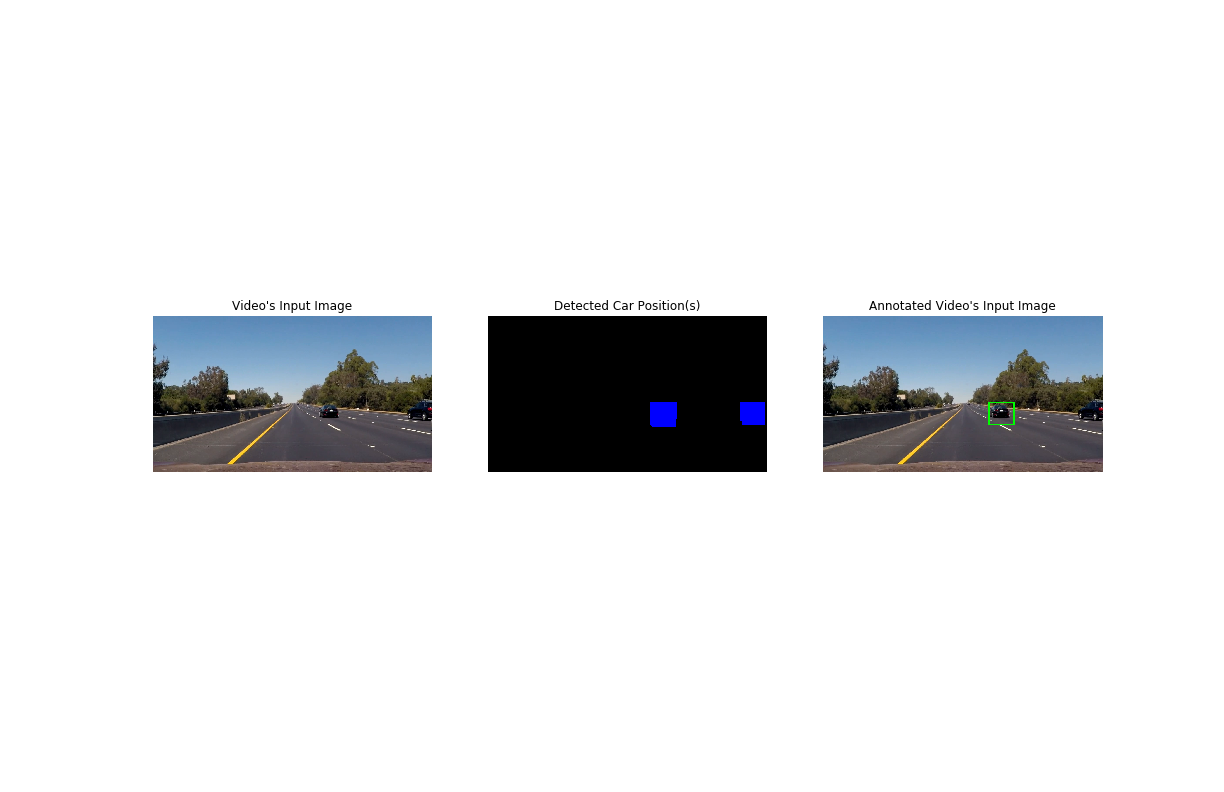 Video's Input Image
Detected Car Position(s)
Annotated Video's Input Image